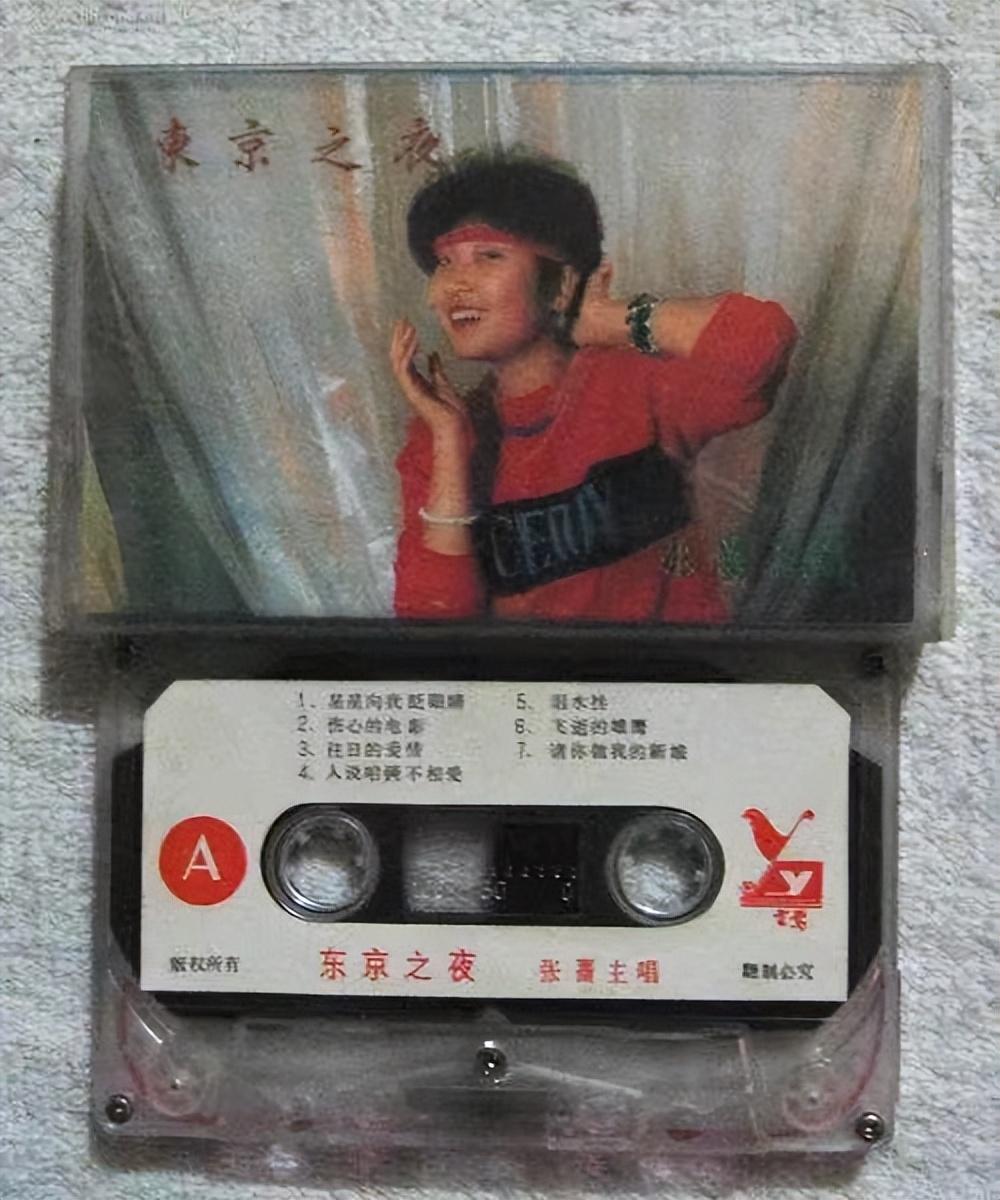 東京之夜
1. 星星向我眨眼睛
2. 伤心的电影
3. 往日的爱情
4. 人说咱俩不相爱
5. 泪水挂
6. 飞逝的雄鹰
7. 请你做我的新娘
A
Y
版权所有
东京之夜 张蔷主唱
翻制必究